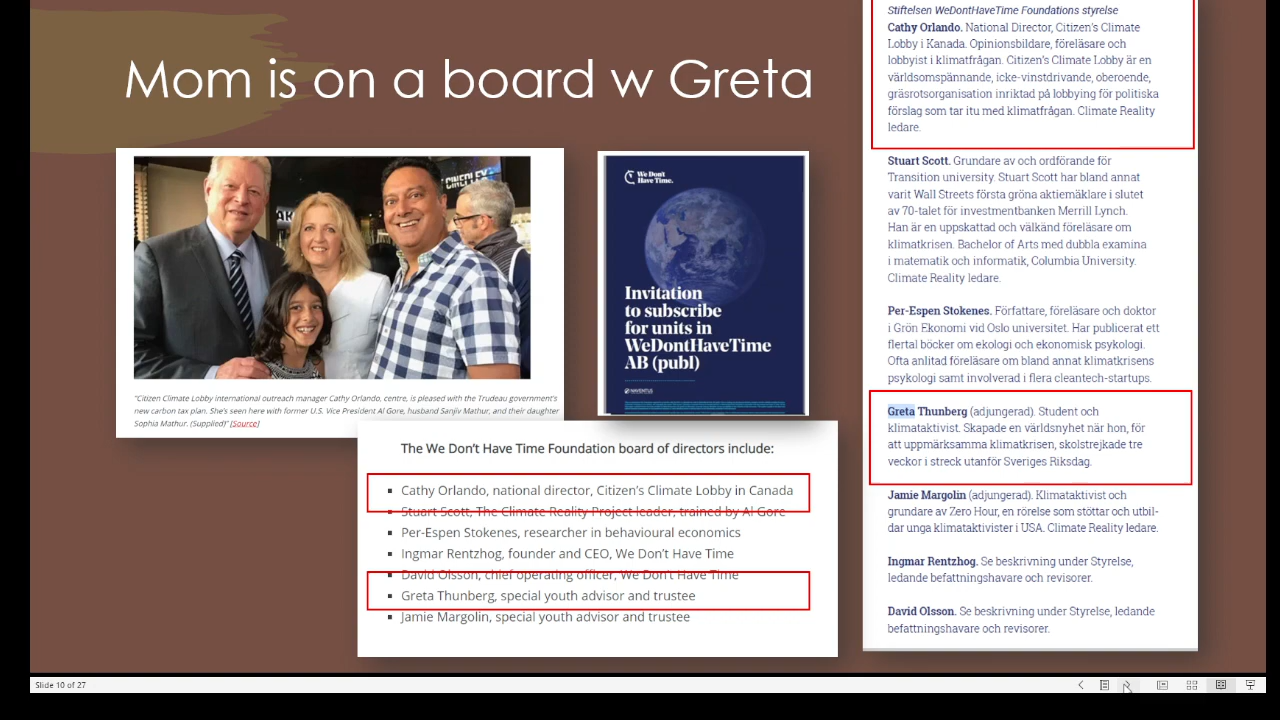 Mom is on a board w Greta
CINEPLEX
"Citizen Climate Lobby international outreach manager Cathy Orlando, centre, is pleased with the Trudeau government's
new carbon tax plan. She's seen here with former U.S. Vice President Al Gore, husband Sanjiv Mathur, and their daughter
Sophia Mathur. (Supplied)" [Source]
We Don't
Have Time.
Invitation
to subscribe
for units in
WeDontHaveTime
AB (publ)
NAVENTUS
The We Don't Have Time Foundation board of directors include:
▪ Cathy Orlando, national director, Citizen's Climate Lobby in Canada
▪ Stuart Scott, The Climate Reality Project leader, trained by Al Gore
▪ Per-Espen Stokenes, researcher in behavioural economics
▪ Ingmar Rentzhog, founder and CEO, We Don't Have Time
▪ David Olsson, chief operating officer, We Don't Have Time
▪ Greta Thunberg, special youth advisor and trustee
▪ Jamie Margolin, special youth advisor and trustee
Stiftelsen WeDontHaveTime Foundations styrelse
Cathy Orlando. National Director, Citizen's Climate
Lobby i Kanada. Opinionsbildare, föreläsare och
lobbyist i klimatfrågan. Citizen's Climate Lobby är en
världsomspännande, icke-vinstdrivande, oberoende,
gräsrotsorganisation inriktad på lobbying för politiska
förslag som tar itu med klimatfrågan. Climate Reality
ledare.
Stuart Scott. Grundare av och ordförande för
Transition university. Stuart Scott har bland annat
varit Wall Streets första gröna aktiemäklare i slutet
av 70-talet för investmentbanken Merrill Lynch.
Han är en uppskattad och välkänd föreläsare om
klimatkrisen. Bachelor of Arts med dubbla examina
i matematik och informatik, Columbia University.
Climate Reality ledare.
Per-Espen Stokenes. Författare, föreläsare och doktor
i Grön Ekonomi vid Oslo universitet. Har publicerat ett
flertal böcker om ekologi och ekonomisk psykologi.
Ofta anlitad föreläsare om bland annat klimatkrisens
psykologi samt involverad i flera cleantech-startups.
Greta Thunberg (adjungerad). Student och
klimataktivist. Skapade en världsnyhet när hon, för
att uppmärksamma klimatkrisen, skolstrejkade tre
veckor i streck utanför Sveriges Riksdag.
Jamie Margolin (adjungerad). Klimataktivist och
grundare av Zero Hour, en rörelse som stöttar och utbil-
dar unga klimataktivister i USA. Climate Reality ledare.
Ingmar Rentzhog. Se beskrivning under Styrelse,
ledande befattningshavare och revisorer.
David Olsson. Se beskrivning under Styrelse, ledande
befattningshavare och revisorer.
Slide 10 of 27